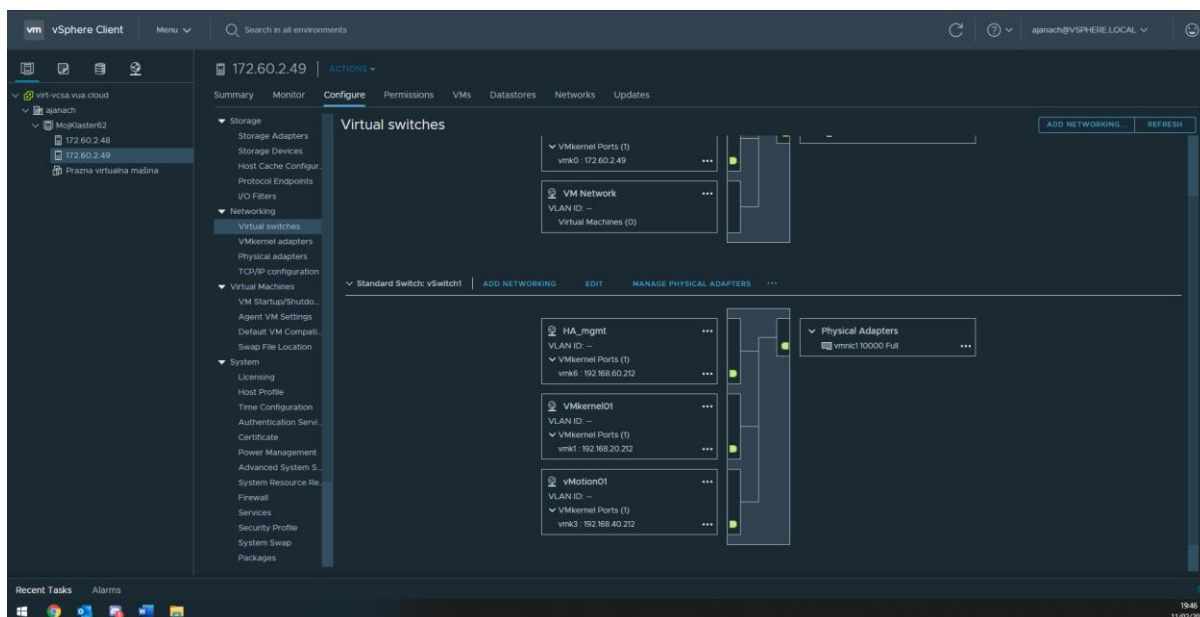 vm vSphere Client Menu Search in all environments ajanach@VSPHERE.LOCAL
172.60.2.49 ACTIONS
Summary Monitor Configure Permissions VMs Datastores Networks Updates
virt-vcsa.vua.cloud
ajanach
MojKlaster62
172.60.2.48
172.60.2.49
Prazna virtualna mašina
Storage
Storage Adapters
Storage Devices
Host Cache Configur..
Protocol Endpoints
I/O Filters
Networking
Virtual switches
VMkernel adapters
Physical adapters
TCP/IP configuration
Virtual Machines
VM Startup/Shutdo..
Agent VM Settings
Default VM Compati..
Swap File Location
System
Licensing
Host Profile
Time Configuration
Authentication Servi..
Certificate
Power Management
Advanced System S..
System Resource Re..
Firewall
Services
Security Profile
System Swap
Packages
Virtual switches
ADD NETWORKING... REFRESH
VMkernel Ports (1)
vmk0 : 172.60.2.49 •••
VM Network •••
VLAN ID: --
Virtual Machines (0)
Standard Switch: vSwitch1 ADD NETWORKING EDIT MANAGE PHYSICAL ADAPTERS •••
HA_mgmt •••
VLAN ID: --
VMkernel Ports (1)
vmk6 : 192.168.60.212 •••
VMkernel01 •••
VLAN ID: --
VMkernel Ports (1)
vmk1 : 192.168.20.212 •••
vMotion01 •••
VLAN ID: --
VMkernel Ports (1)
vmk3 : 192.168.40.212 •••
Physical Adapters
vmnic1 10000 Full •••
Recent Tasks Alarms
19:46